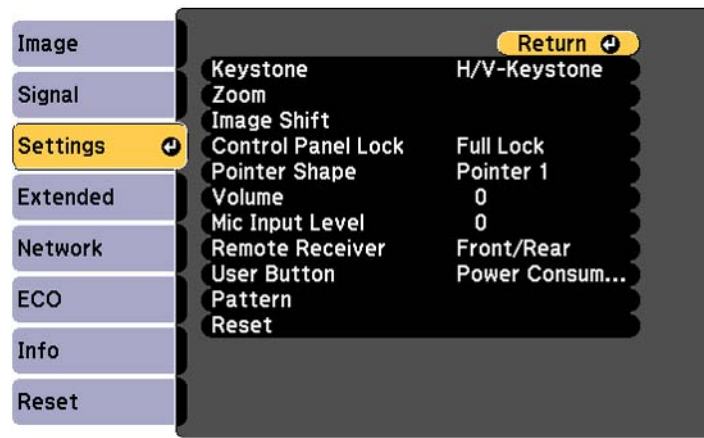 Image
Signal
Settings
Extended
Network
ECO
Info
Reset
Return
Keystone H/V-Keystone
Zoom
Image Shift
Control Panel Lock Full Lock
Pointer Shape Pointer 1
Volume 0
Mic Input Level 0
Remote Receiver Front/Rear
User Button Power Consum...
Pattern
Reset